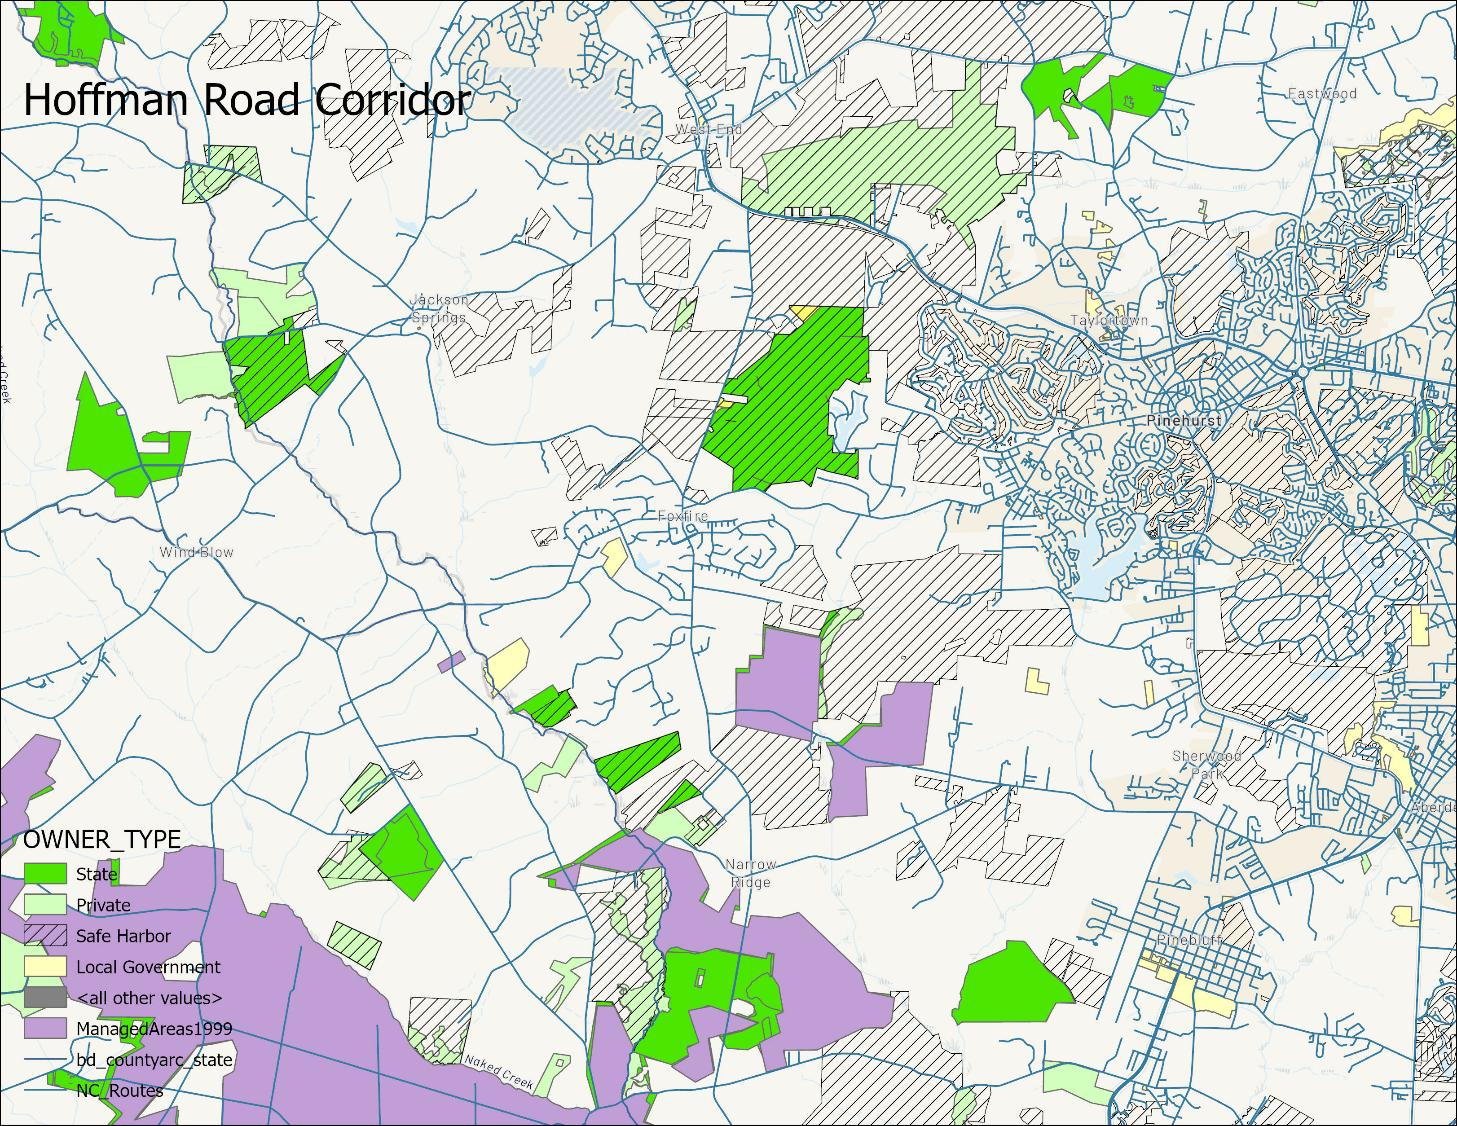 Hoffman Road Corridor
West End
Eastwood
Jackson
Springs
Taylortown
Pinehurst
Foxfire
Wind Blow
Sherwood
Park
Narrow
Ridge
Pinebluff
Naked Creek
OWNER_TYPE
State
Private
Safe Harbor
Local Government
<all other values>
ManagedAreas1999
bd_countyarc_state
NC_Routes